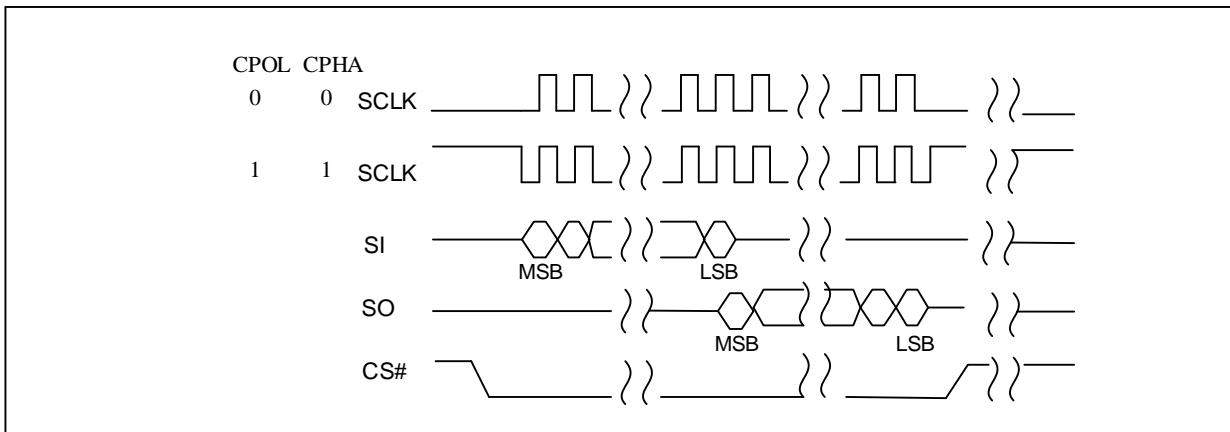 CPOL CPHA
0 0 SCLK
1 1 SCLK
SI
MSB LSB
SO
MSB LSB
CS#